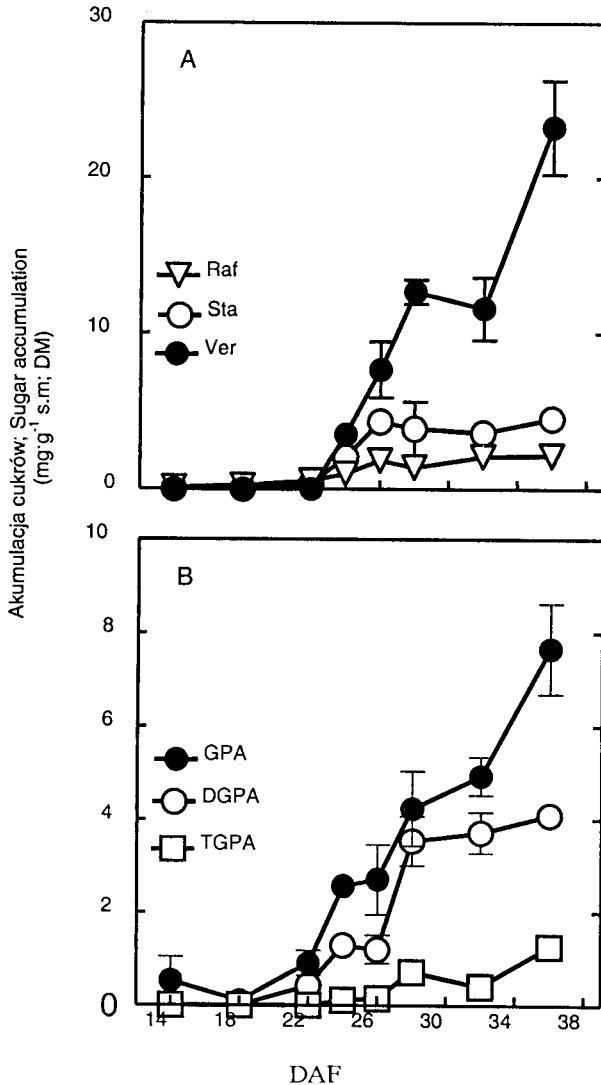 Akumulacja cukrów; Sugar accumulation
(mg·g⁻¹ s.m; DM)
30
A
20
Raf
Sta
10
Ver
0
10
B
8
6
GPA
DGPA
4
TGPA
2
0
14 18 22 26 30 34 38
DAF